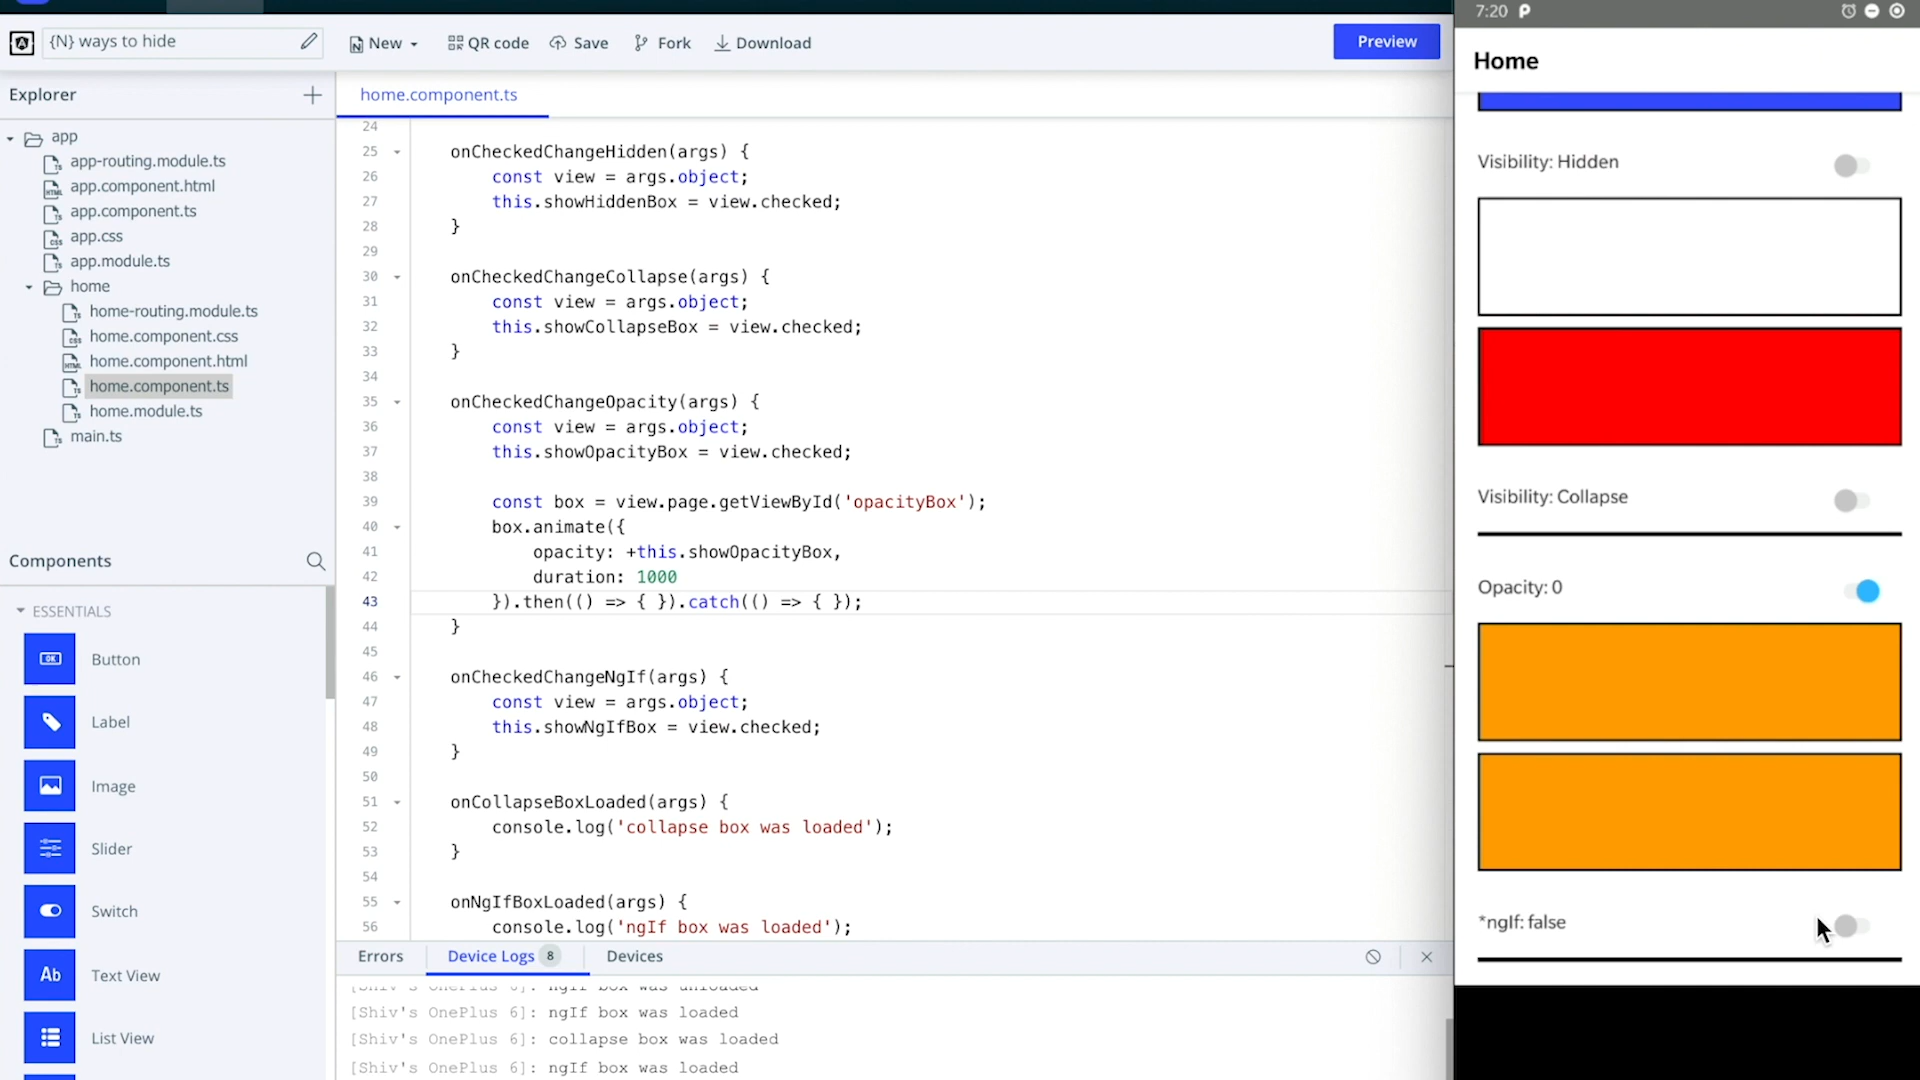 {N} ways to hide
New
QR code
Save
Fork
Download
Preview
Explorer
app
app-routing.module.ts
app.component.html
app.component.ts
app.css
app.module.ts
home
home-routing.module.ts
home.component.css
home.component.html
home.component.ts
home.module.ts
main.ts
Components
ESSENTIALS
OK
Button
Label
Image
Slider
Switch
Ab
Text View
List View
home.component.ts
24
25 onCheckedChangeHidden(args) {
26 const view = args.object;
27 this.showHiddenBox = view.checked;
28 }
29
30 onCheckedChangeCollapse(args) {
31 const view = args.object;
32 this.showCollapseBox = view.checked;
33 }
34
35 onCheckedChangeOpacity(args) {
36 const view = args.object;
37 this.showOpacityBox = view.checked;
38
39 const box = view.page.getViewById('opacityBox');
40 box.animate({
41 opacity: +this.showOpacityBox,
42 duration: 1000
43 }).then(() => { }).catch(() => { });
44 }
45
46 onCheckedChangeNgIf(args) {
47 const view = args.object;
48 this.showNgIfBox = view.checked;
49 }
50
51 onCollapseBoxLoaded(args) {
52 console.log('collapse box was loaded');
53 }
54
55 onNgIfBoxLoaded(args) {
56 console.log('ngIf box was loaded');
Errors
Device Logs 8
Devices
[Shiv's OnePlus 6]: ngIf box was unloaded
[Shiv's OnePlus 6]: ngIf box was loaded
[Shiv's OnePlus 6]: collapse box was loaded
[Shiv's OnePlus 6]: ngIf box was loaded
7:20
Home
Visibility: Hidden
Visibility: Collapse
Opacity: 0
*ngIf: false